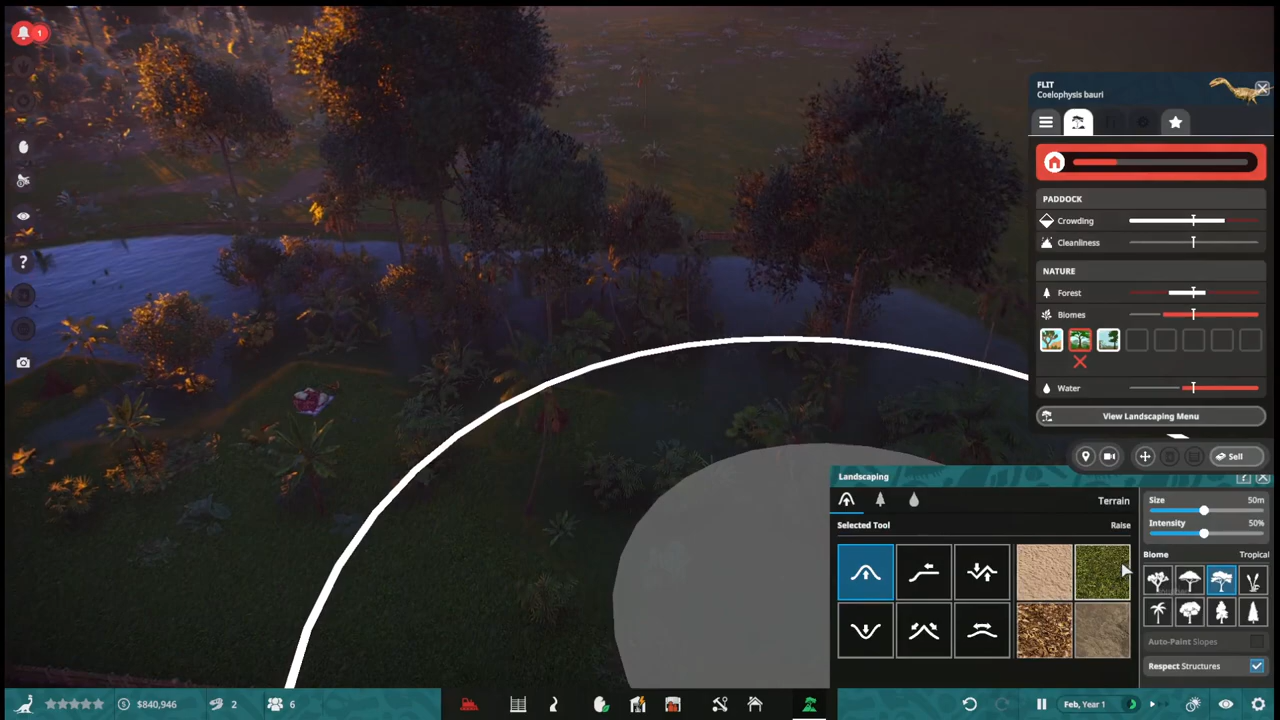 1
FLIT
Coelophysis bauri
PADDOCK
Crowding
Cleanliness
NATURE
Forest
Biomes
Water
View Landscaping Menu
Sell
Landscaping
?
Terrain
Size 50m
Selected Tool
Raise
Intensity 50%
Biome Tropical
Auto-Paint Slopes
Respect Structures
?
$840,946
2
6
Feb, Year 1